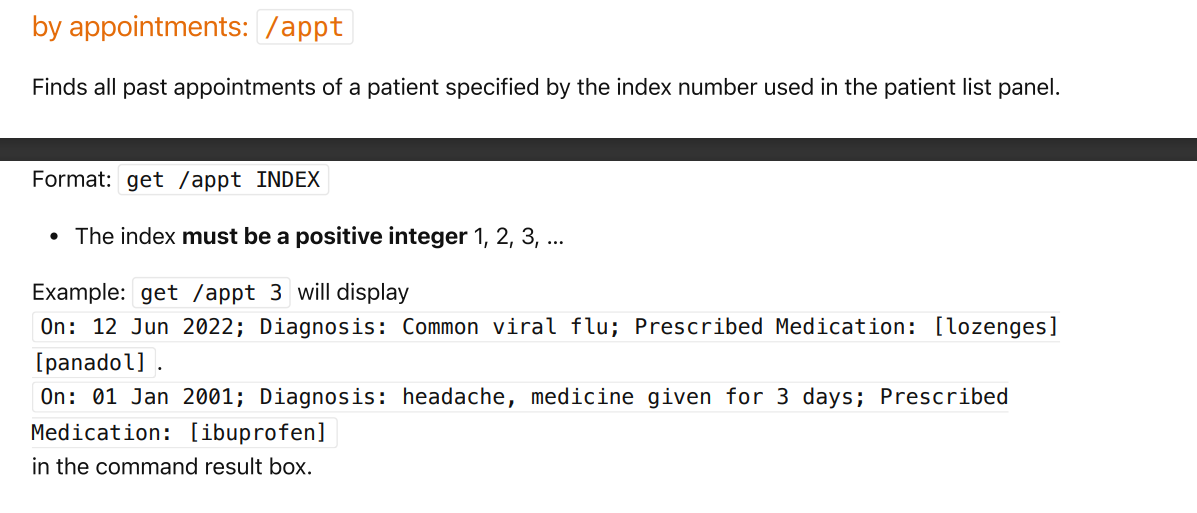 by appointments: /appt
Finds all past appointments of a patient specified by the index number used in the patient list panel.
Format: get /appt INDEX
• The index must be a positive integer 1, 2, 3, ...
Example: get /appt 3 will display
On: 12 Jun 2022; Diagnosis: Common viral flu; Prescribed Medication: [lozenges]
[panadol] .
On: 01 Jan 2001; Diagnosis: headache, medicine given for 3 days; Prescribed
Medication: [ibuprofen]
in the command result box.